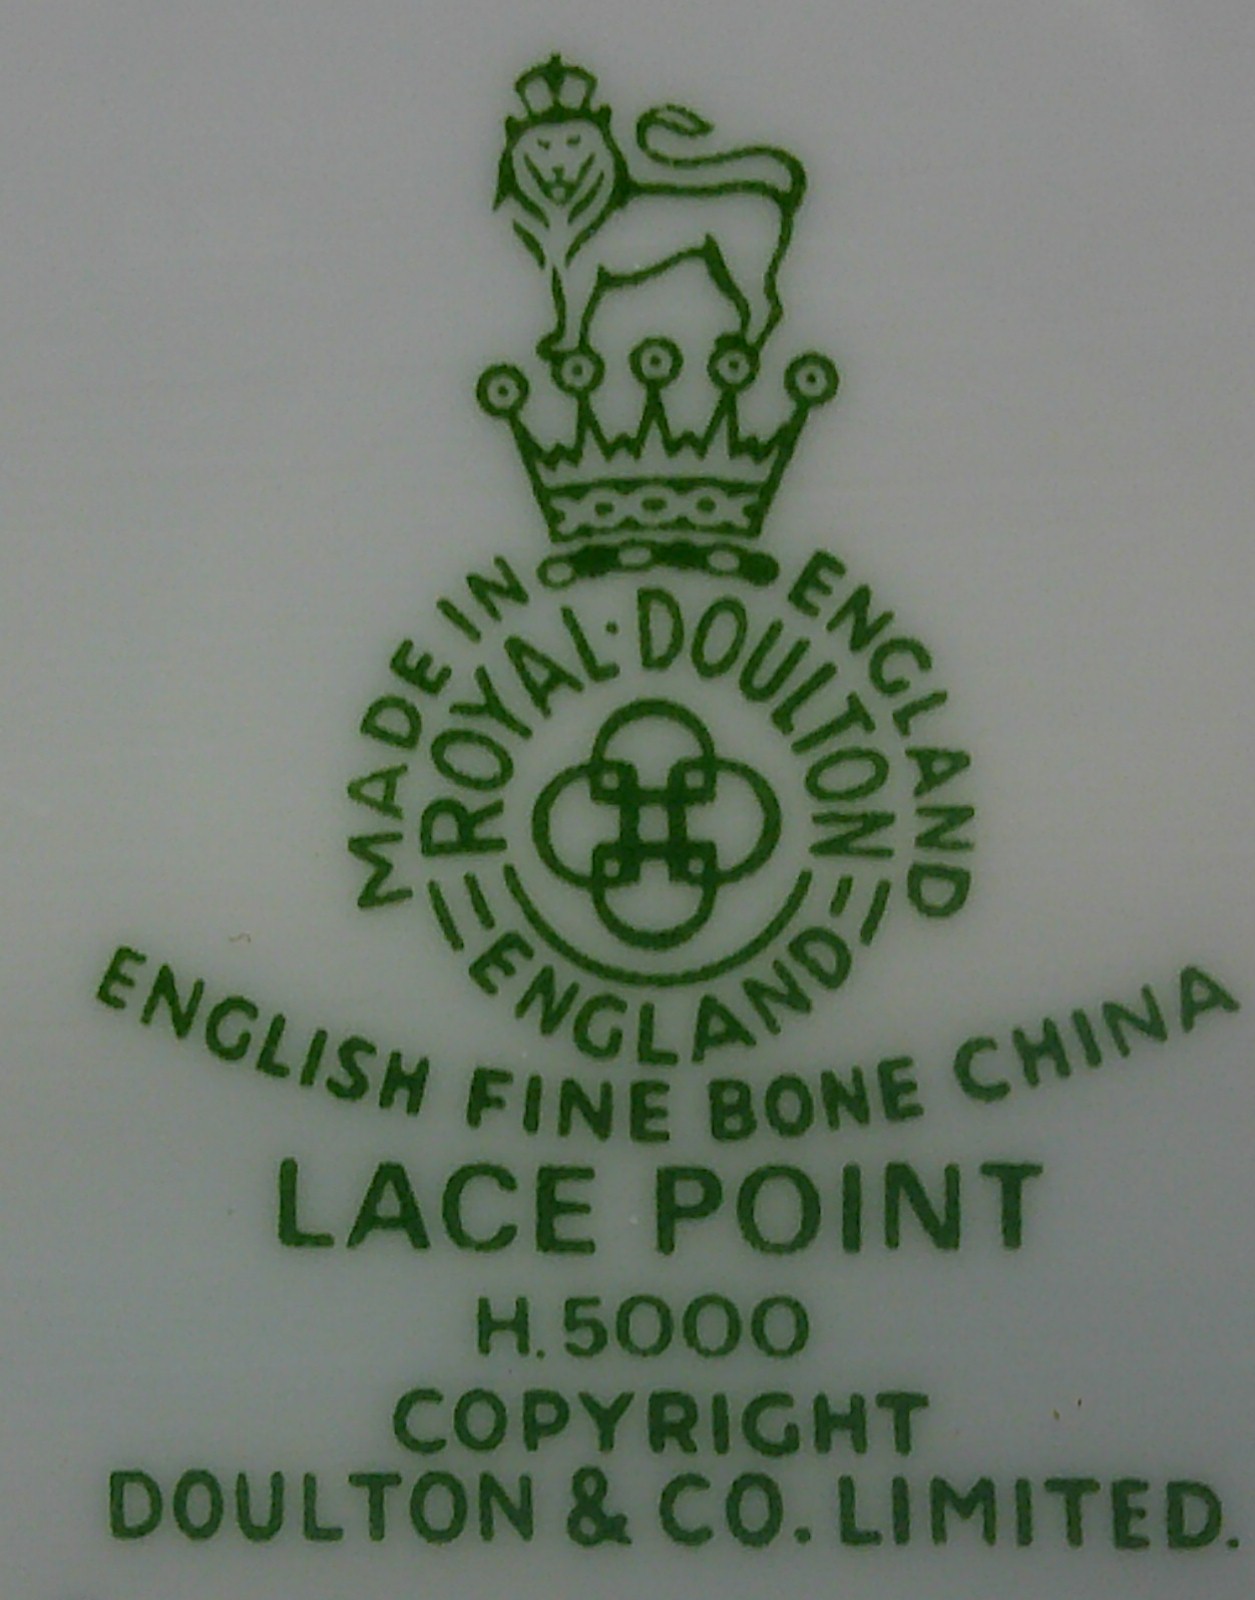 MADE IN ENGLAND
ROYAL·DOULTON
ENGLAND
ENGLISH FINE BONE CHINA
LACE POINT
H.5000
COPYRIGHT
DOULTON & CO. LIMITED.